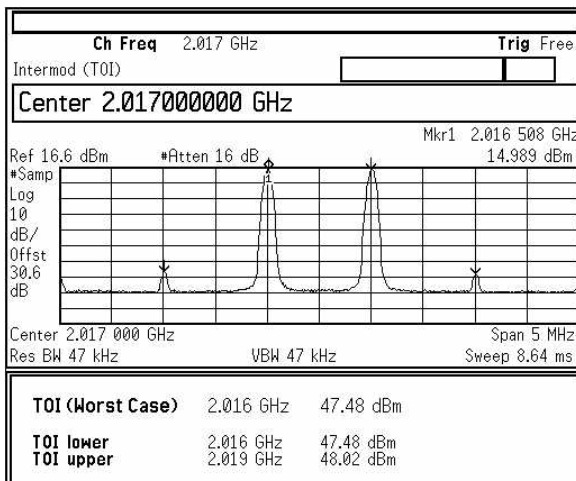 Ch Freq 2.017 GHz Trig Free
Intermod (TOI)
Center 2.017000000 GHz
Mkr1 2.016 508 GHz
Ref 16.6 dBm #Atten 16 dB 14.989 dBm
#Samp
Log
10
dB/
Offst
30.6
dB
1
Center 2.017 000 GHz Span 5 MHz
Res BW 47 kHz VBW 47 kHz Sweep 8.64 ms
TOI (Worst Case) 2.016 GHz 47.48 dBm
TOI lower 2.016 GHz 47.48 dBm
TOI upper 2.019 GHz 48.02 dBm